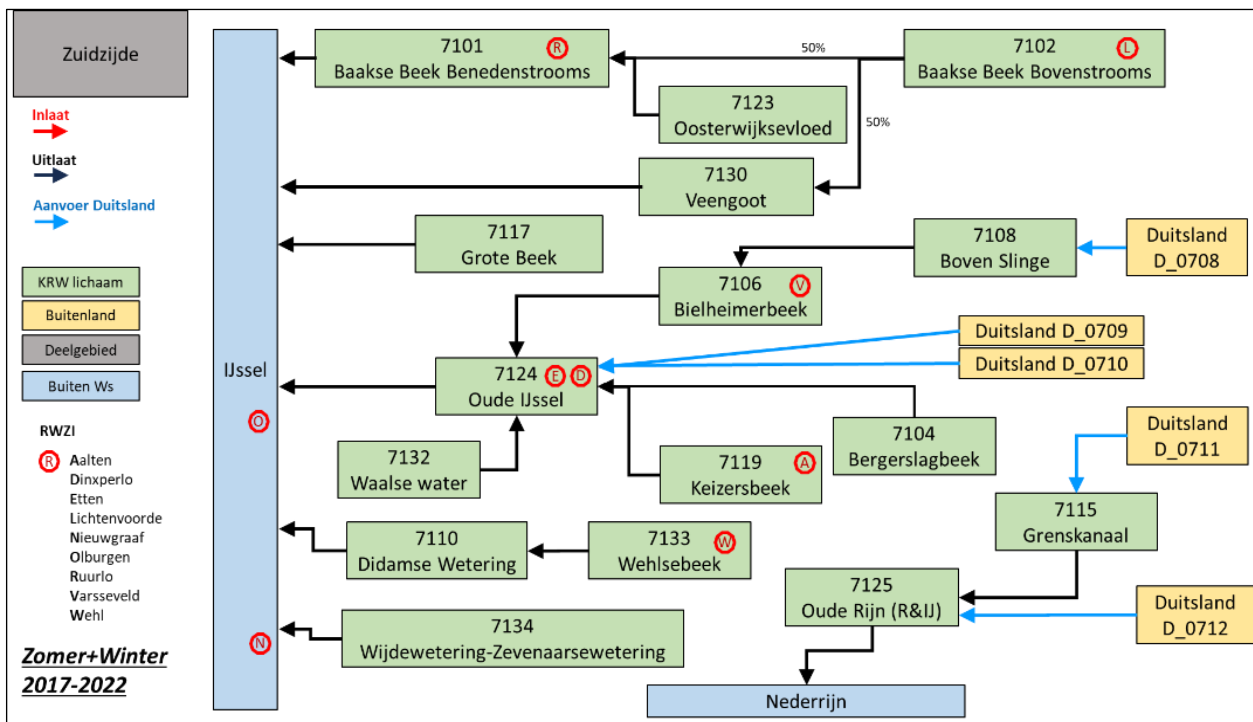 Zuidzijde
Inlaat
Uitlaat
Aanvoer Duitsland
KRW lichaam
Buitenland
Deelgebied
Buiten Ws
RWZI
R
Aalten
Dinxperlo
Etten
Lichtenvoorde
Nieuwgraaf
Olburgen
Ruurlo
Varsseveld
Wehl
Zomer+Winter
2017-2022
IJssel
O
N
7101 R
Baakse Beek Benedenstrooms
50%
7102 L
Baakse Beek Bovenstrooms
7123
Oosterwijksevloed
50%
7130
Veengoot
7117
Grote Beek
7108
Boven Slinge
Duitsland
D_0708
7106 V
Bielheimerbeek
Duitsland D_0709
Duitsland D_0710
7124 E D
Oude IJssel
7132
Waalse water
7119 A
Keizersbeek
7104
Bergerslagbeek
Duitsland
D_0711
7115
Grenskanaal
7110
Didamse Wetering
7133 W
Wehlsebeek
7125
Oude Rijn (R&IJ)
Duitsland
D_0712
7134
Wijdewetering-Zevenaarsewetering
Nederrijn